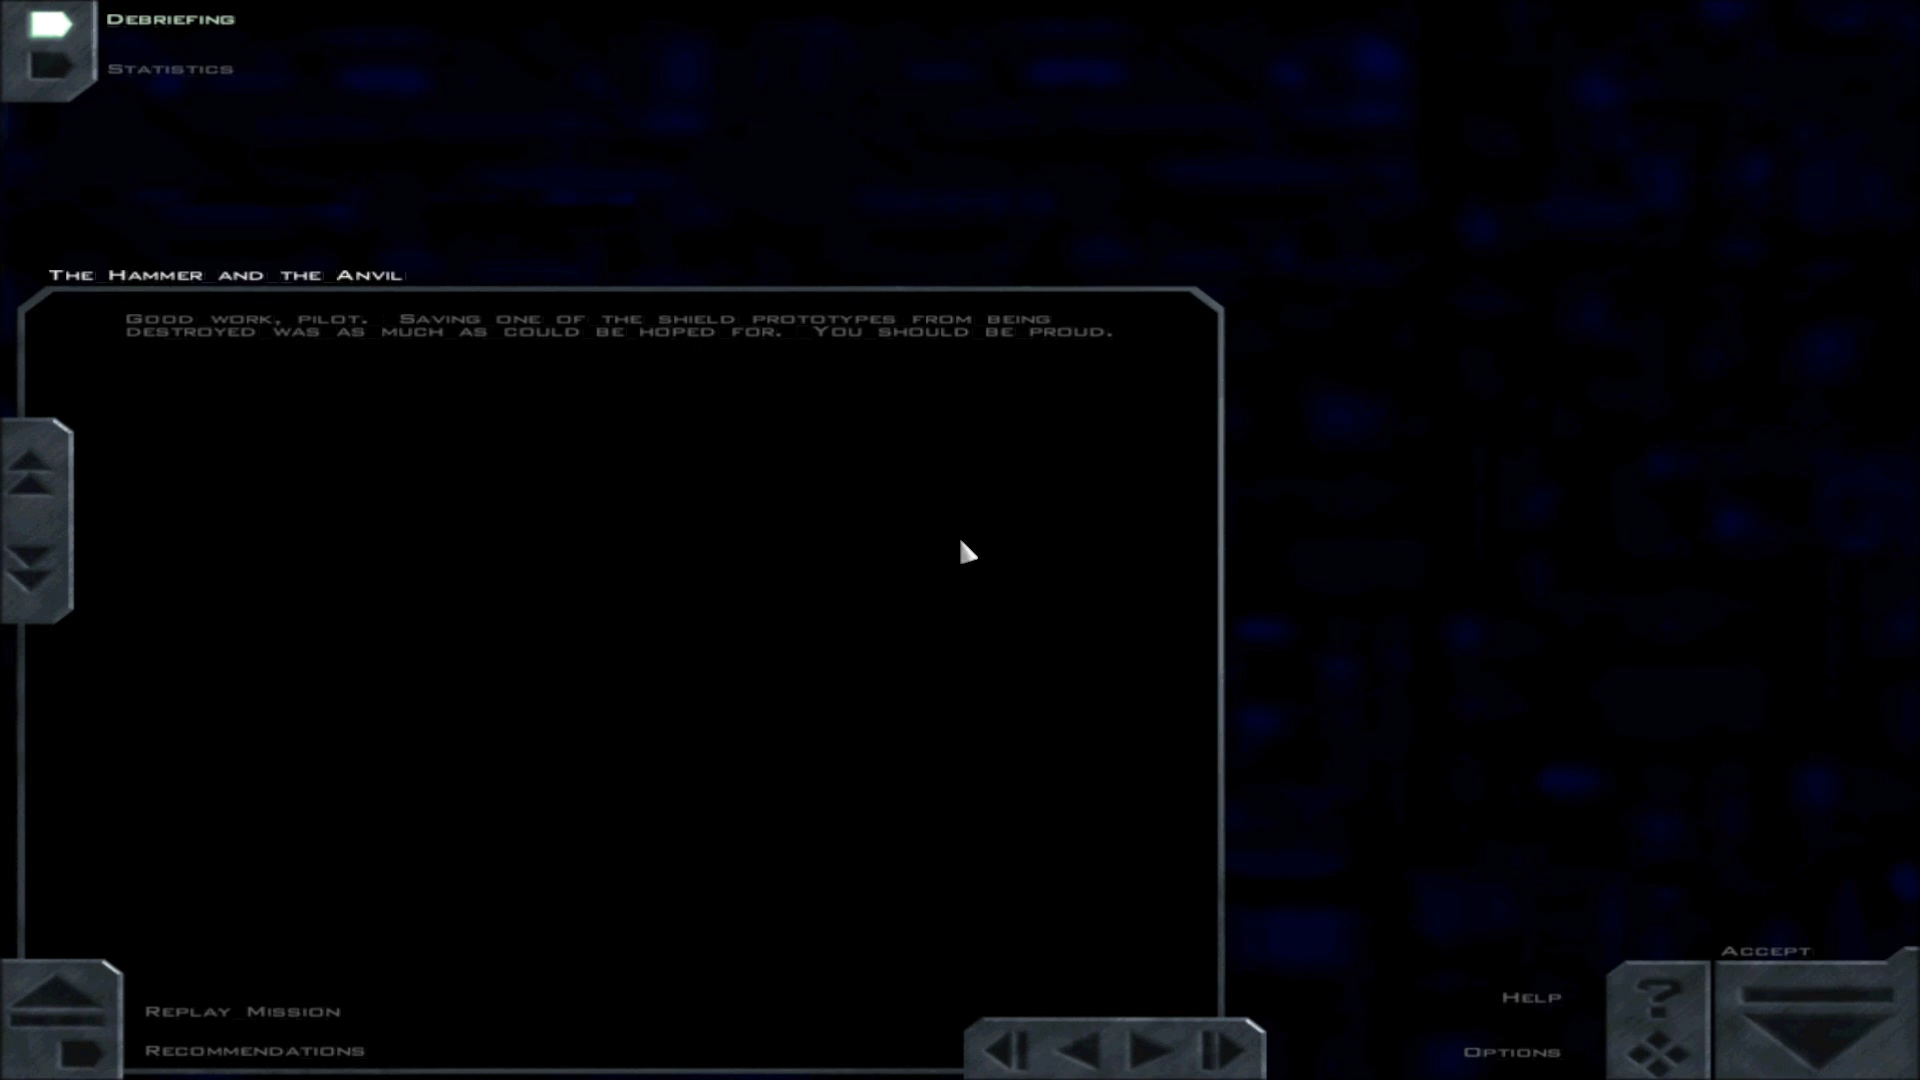 Debriefing
Statistics
The Hammer and the Anvil
Good work, pilot. Saving one of the shield prototypes from being
destroyed was as much as could be hoped for. You should be proud.
Accept
Help
Replay Mission
Recommendations
Options